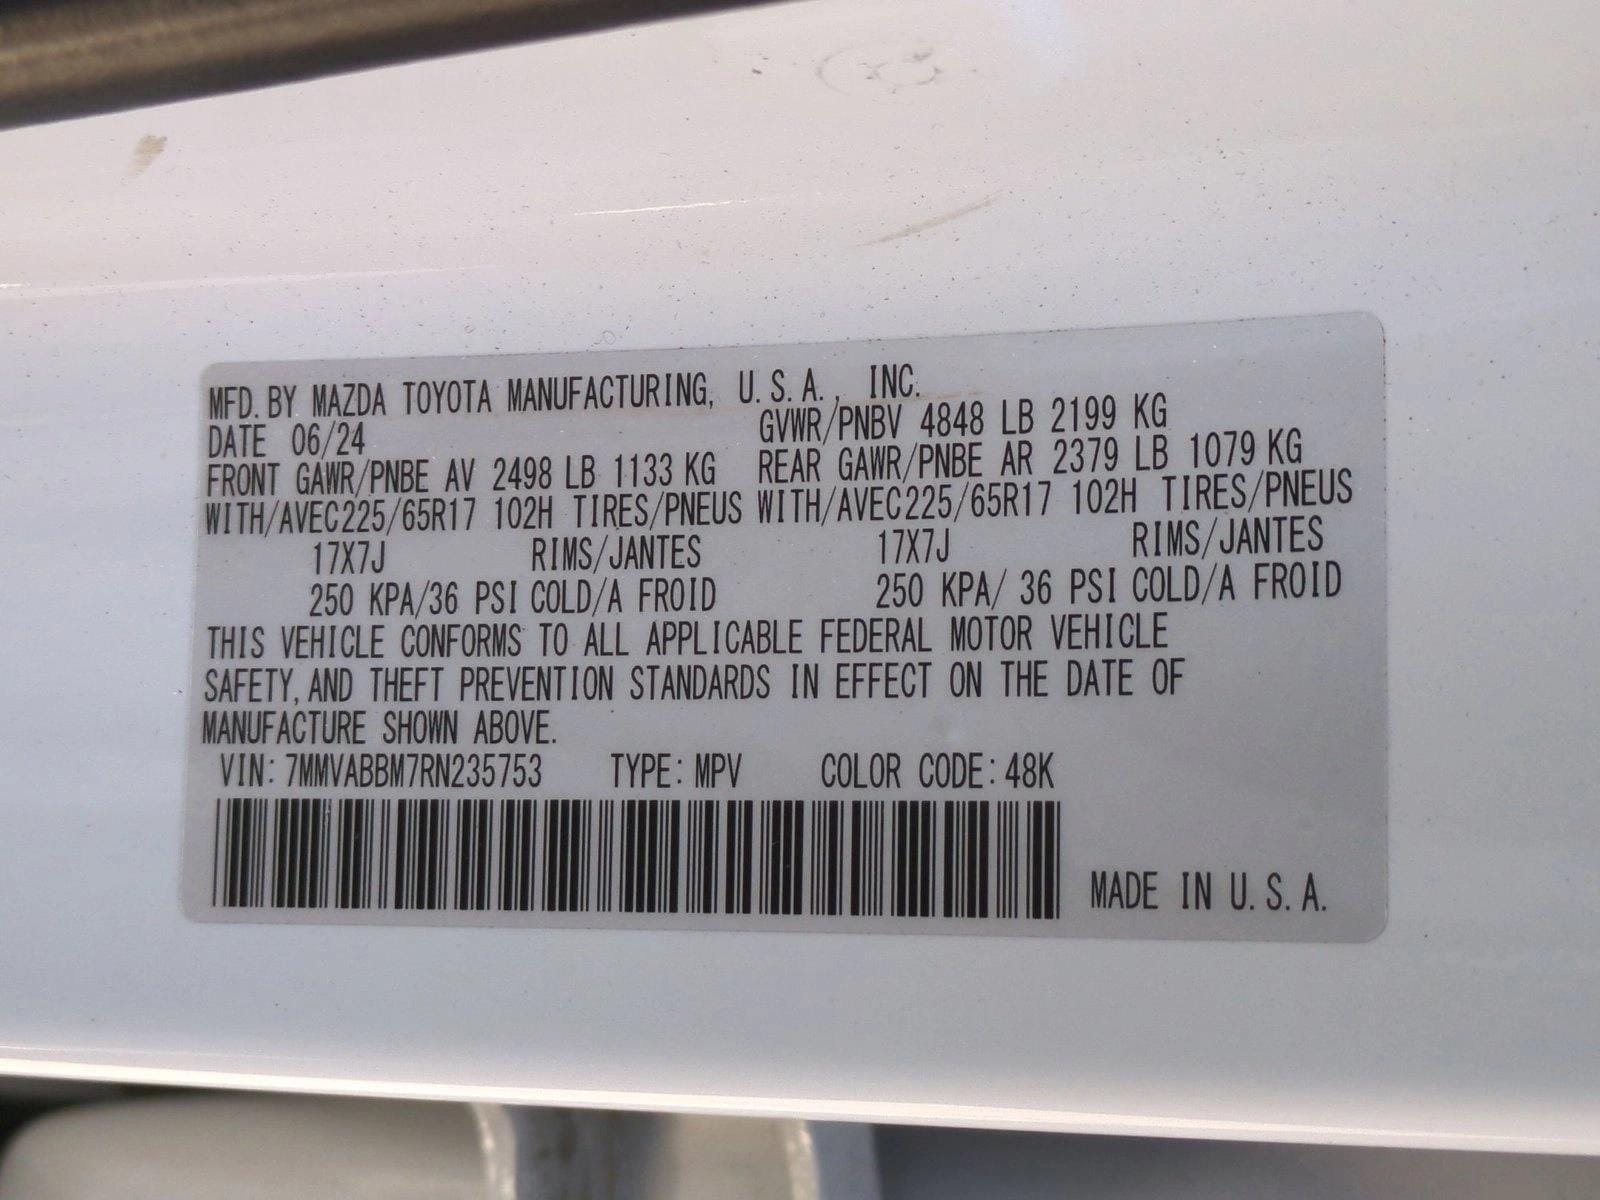 MFD. BY MAZDA TOYOTA MANUFACTURING, U.S.A., INC.
DATE 06/24 GVWR/PNBV 4848 LB 2199 KG
FRONT GAWR/PNBE AV 2498 LB 1133 KG REAR GAWR/PNBE AR 2379 LB 1079 KG
WITH/AVEC 225/65R17 102H TIRES/PNEUS WITH/AVEC 225/65R17 102H TIRES/PNEUS
17X7J RIMS/JANTES 17X7J RIMS/JANTES
250 KPA/36 PSI COLD/A FROID 250 KPA/ 36 PSI COLD/A FROID
THIS VEHICLE CONFORMS TO ALL APPLICABLE FEDERAL MOTOR VEHICLE
SAFETY, AND THEFT PREVENTION STANDARDS IN EFFECT ON THE DATE OF
MANUFACTURE SHOWN ABOVE.
VIN: 7MMVABBM7RN235753 TYPE: MPV COLOR CODE: 48K
MADE IN U.S.A.